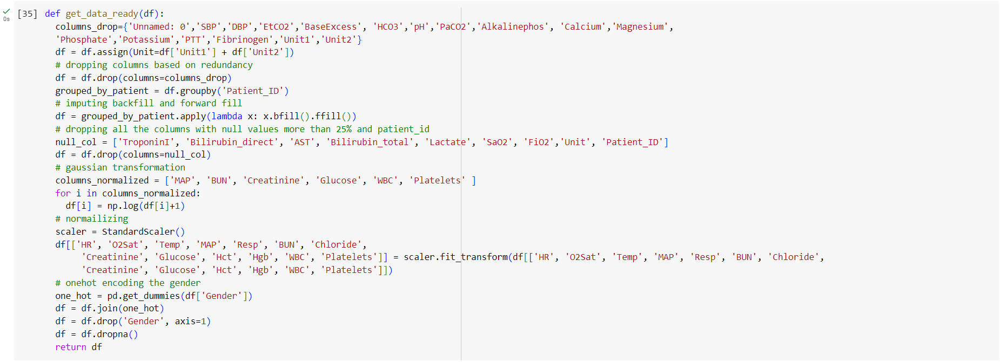 [35] def get_data_ready(df):
columns_drop={'Unnamed: 0','SBP','DBP','EtCO2','BaseExcess', 'HCO3','pH','PaCO2','Alkalinephos', 'Calcium','Magnesium',
'Phosphate','Potassium','PTT','Fibrinogen','Unit1','Unit2'}
df = df.assign(Unit=df['Unit1'] + df['Unit2'])
# dropping columns based on redundancy
df = df.drop(columns=columns_drop)
grouped_by_patient = df.groupby('Patient_ID')
# imputing backfill and forward fill
df = grouped_by_patient.apply(lambda x: x.bfill().ffill())
# dropping all the columns with null values more than 25% and patient_id
null_col = ['TroponinI', 'Bilirubin_direct', 'AST', 'Bilirubin_total', 'Lactate', 'SaO2', 'FiO2','Unit', 'Patient_ID']
df = df.drop(columns=null_col)
# gaussian transformation
columns_normalized = ['MAP', 'BUN', 'Creatinine', 'Glucose', 'WBC', 'Platelets' ]
for i in columns_normalized:
df[i] = np.log(df[i]+1)
# normailizing
scaler = StandardScaler()
df[['HR', 'O2Sat', 'Temp', 'MAP', 'Resp', 'BUN', 'Chloride',
'Creatinine', 'Glucose', 'Hct', 'Hgb', 'WBC', 'Platelets']] = scaler.fit_transform(df[['HR', 'O2Sat', 'Temp', 'MAP', 'Resp', 'BUN', 'Chloride',
'Creatinine', 'Glucose', 'Hct', 'Hgb', 'WBC', 'Platelets']])
# onehot encoding the gender
one_hot = pd.get_dummies(df['Gender'])
df = df.join(one_hot)
df = df.drop('Gender', axis=1)
df = df.dropna()
return df
0s